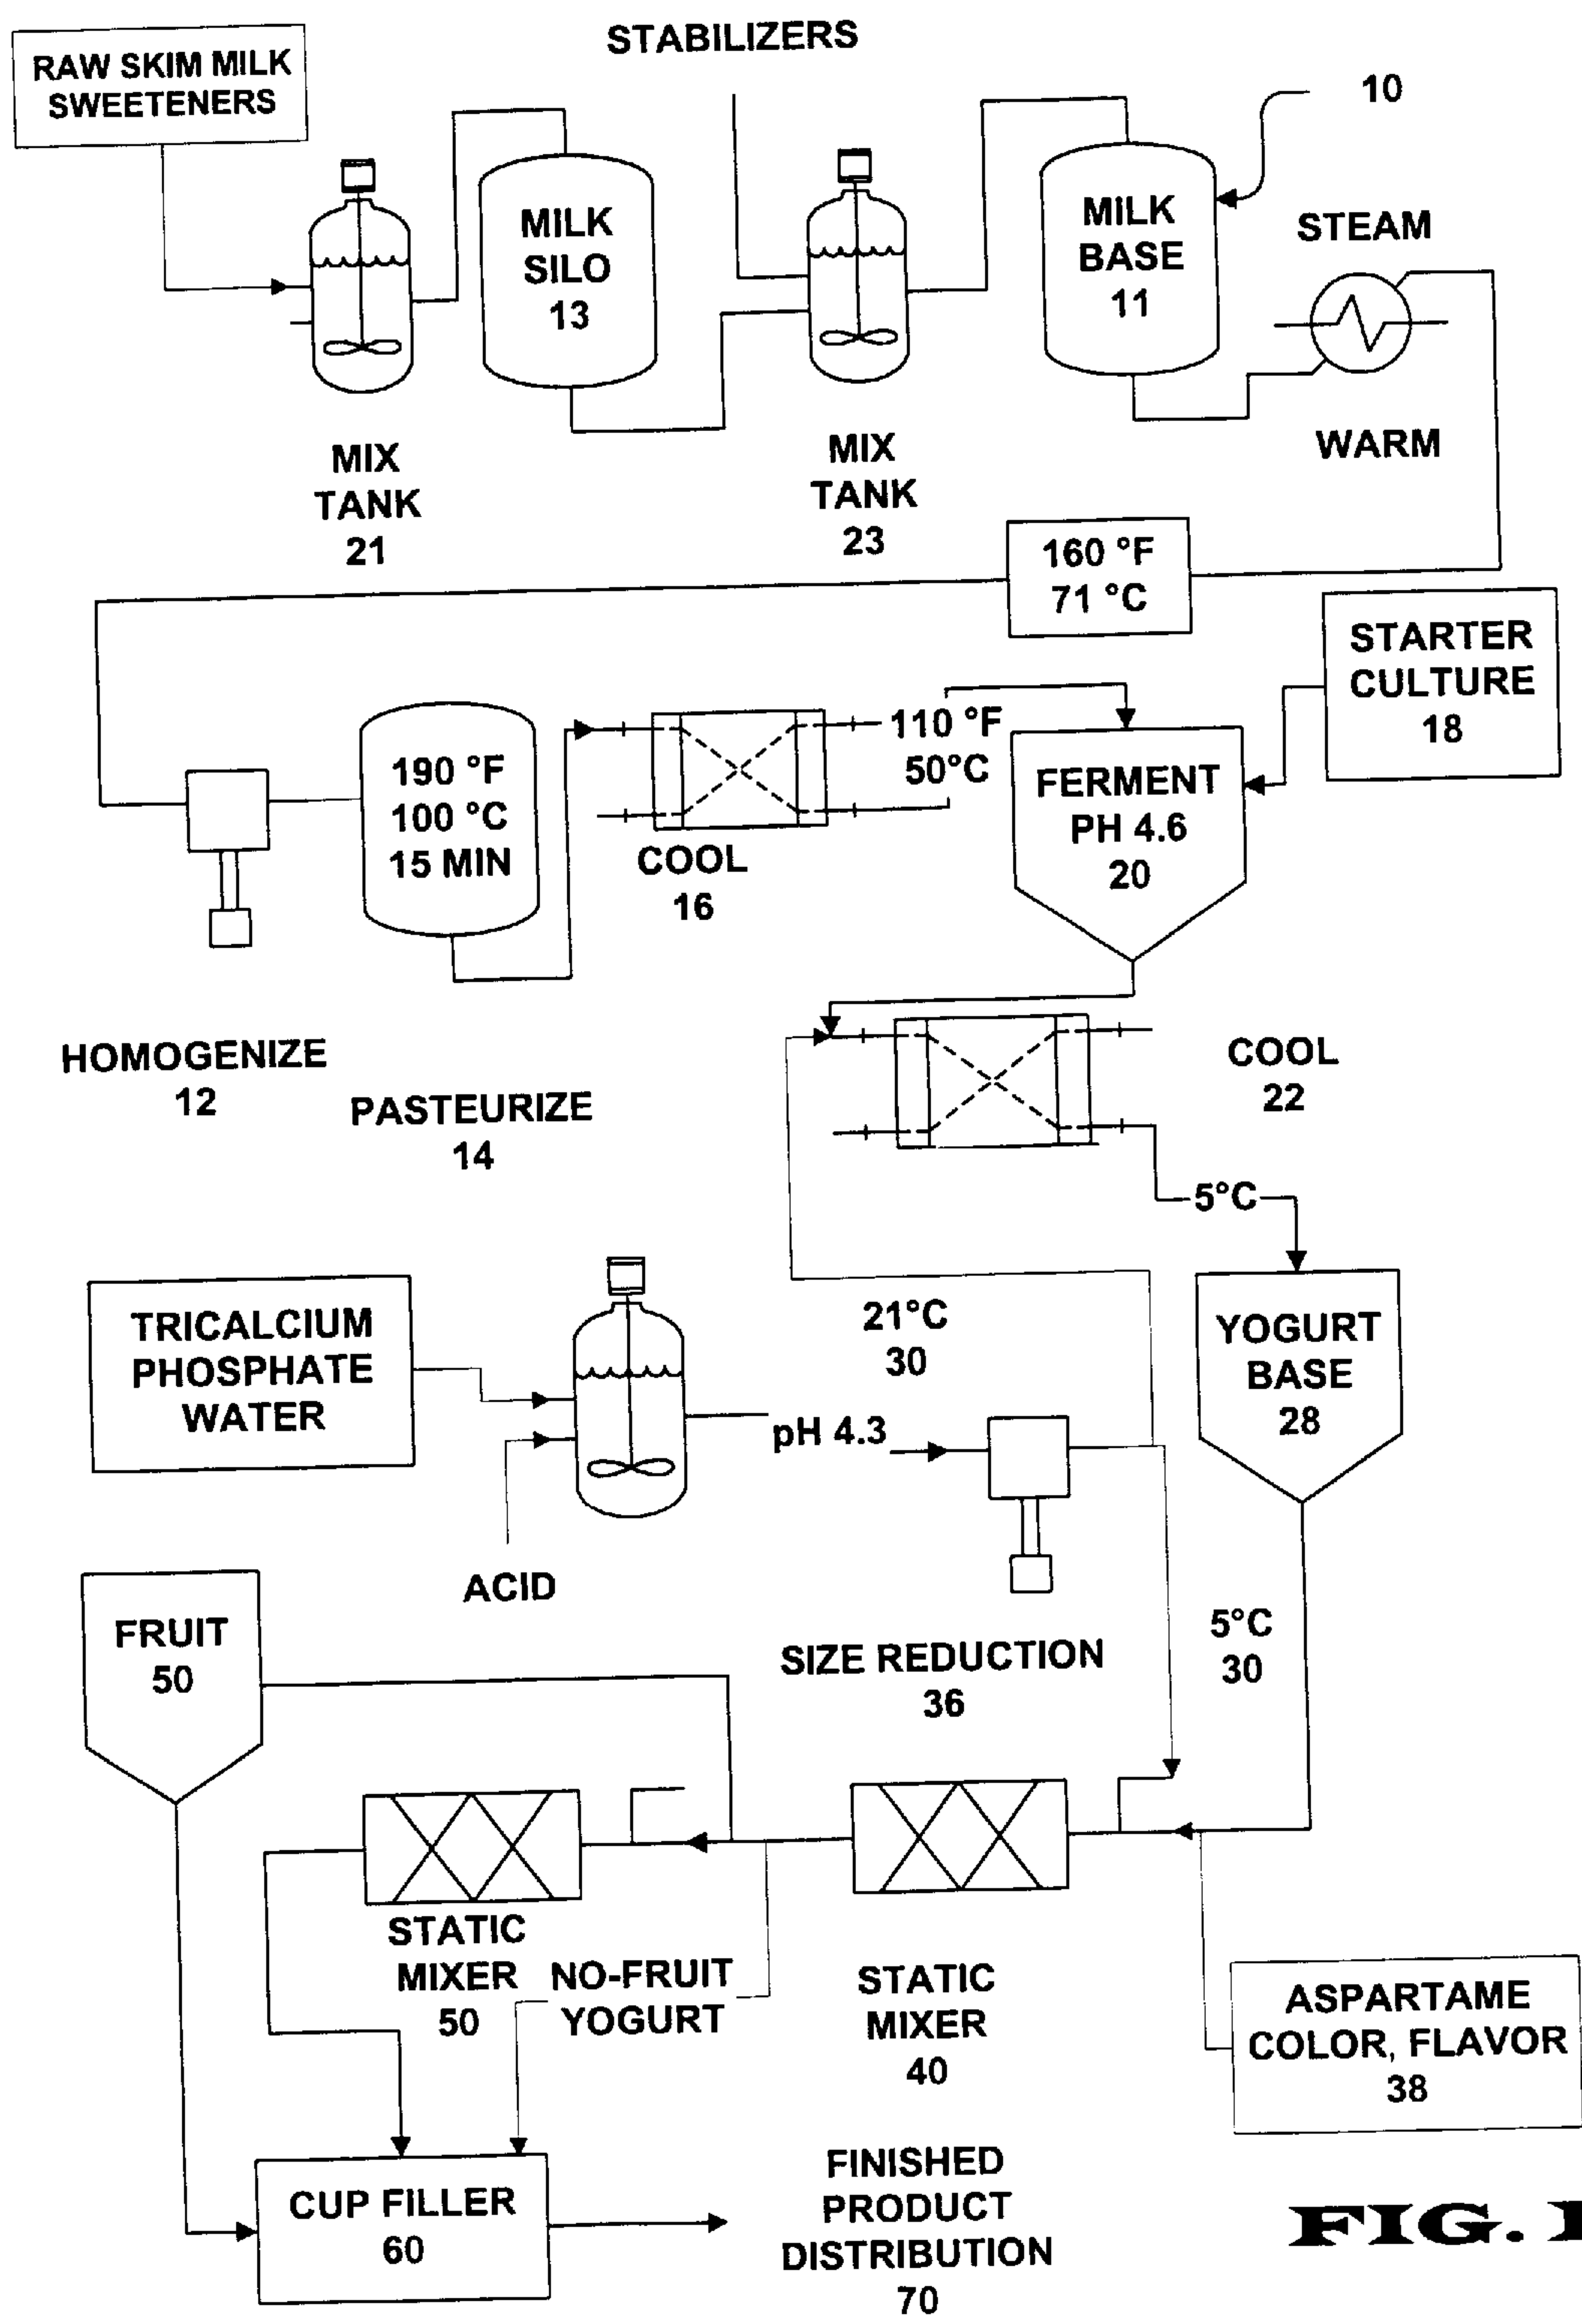 STABILIZERS
RAW SKIM MILK
SWEETENERS
10
MILK
SILO
13
MILK
BASE
11
STEAM
WARM
MIX
TANK
21
MIX
TANK
23
160 °F
71 °C
STARTER
CULTURE
18
190 °F
100 °C
15 MIN
110 °F
50°C
COOL
16
FERMENT
PH 4.6
20
HOMOGENIZE
12
PASTEURIZE
14
COOL
22
5°C
TRICALCIUM
PHOSPHATE
WATER
21°C
30
YOGURT
BASE
28
pH 4.3
ACID
FRUIT
50
SIZE REDUCTION
36
5°C
30
STATIC
MIXER
50
NO-FRUIT
YOGURT
STATIC
MIXER
40
ASPARTAME
COLOR, FLAVOR
38
CUP FILLER
60
FINISHED
PRODUCT
DISTRIBUTION
70
FIG. 1